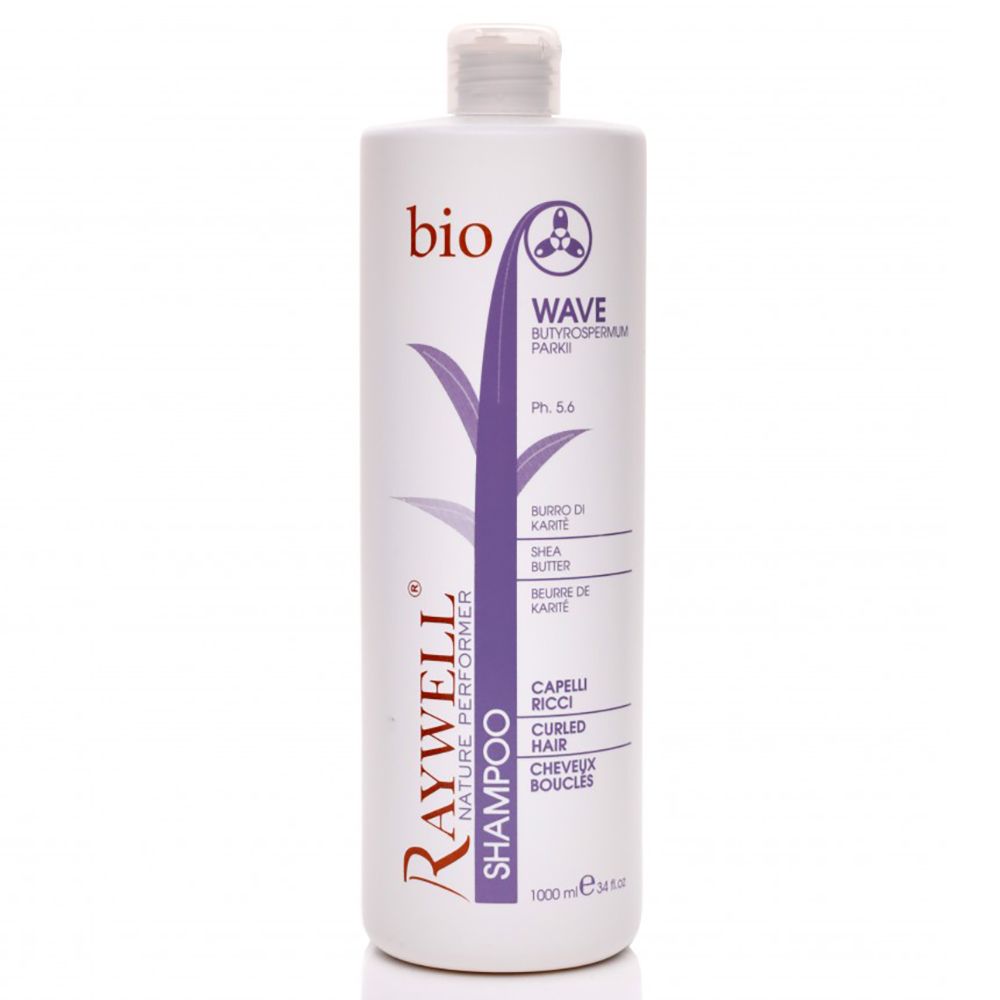 bio
WAVE
BUTYROSPERMUM
PARKII
Ph. 5.6
BURRO DI
KARITÈ
SHEA
BUTTER
BEURRE DE
KARITÉ
CAPELLI
RICCI
CURLED
HAIR
CHEVEUX
BOUCLÉS
1000 ml e 34 fl.oz
RAYWELL®
NATURE PERFORMER
SHAMPOO